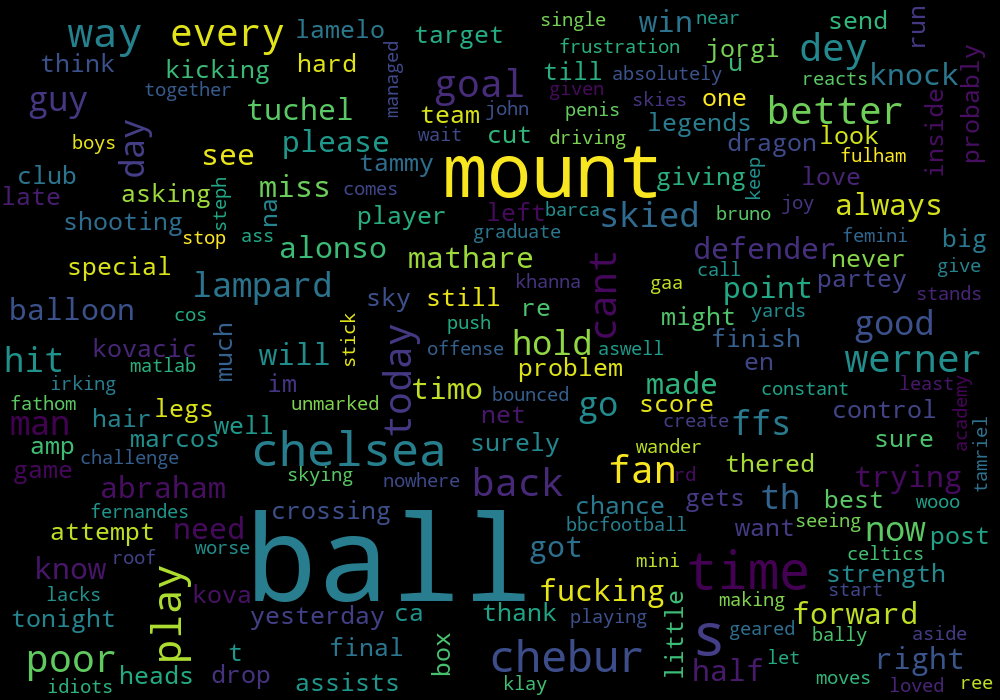 single win near send run
way every lamelo target frustration jorgi dey
think kicking hard goal till absolutely u reacts knock
together managed given skies one better inside probably
guy tuchel team john penis legends
boys day please wait cut driving dragon look
see tammy mount giving keep love fulham
club asking steph na miss comes
late shooting player left barca skied bruno joy always
stop ass alonso graduate defender femini big
special mathare khanna gaa call never give
lampard sky still re point partey stands
balloon cos push might yards good
hit kovacic much will stick today offense hold cant aswell finish
matlab im timo problem en werner
irking bounced made constant least
fathom hair legs unmarked net go score create control academy
man marcos well surely ffs sure tamriel
amp challenge chelsea wander
game skying nowhere back fan rd thered trying
abraham chance gets th best wooo
fernandes crossing bbcfootball want seeing now post
attempt need ball got
know roof worse mini time celtics
lacks play kova fucking strength start
tonight yesterday ca thank playing little making forward
poor t final box chebur s geared bally aside
idiots heads drop assists klay half let moves right loved ree